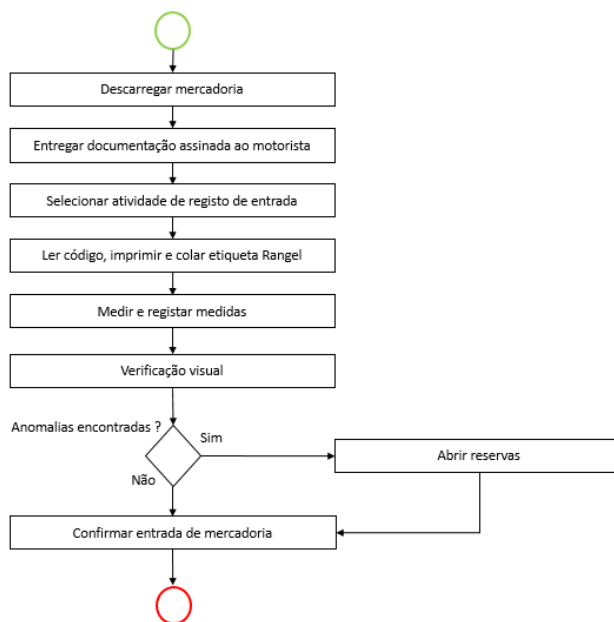 Descarregar mercadoria
Entregar documentação assinada ao motorista
Selecionar atividade de registo de entrada
Ler código, imprimir e colar etiqueta Rangel
Medir e registar medidas
Verificação visual
Anomalias encontradas ?
Sim
Abrir reservas
Não
Confirmar entrada de mercadoria